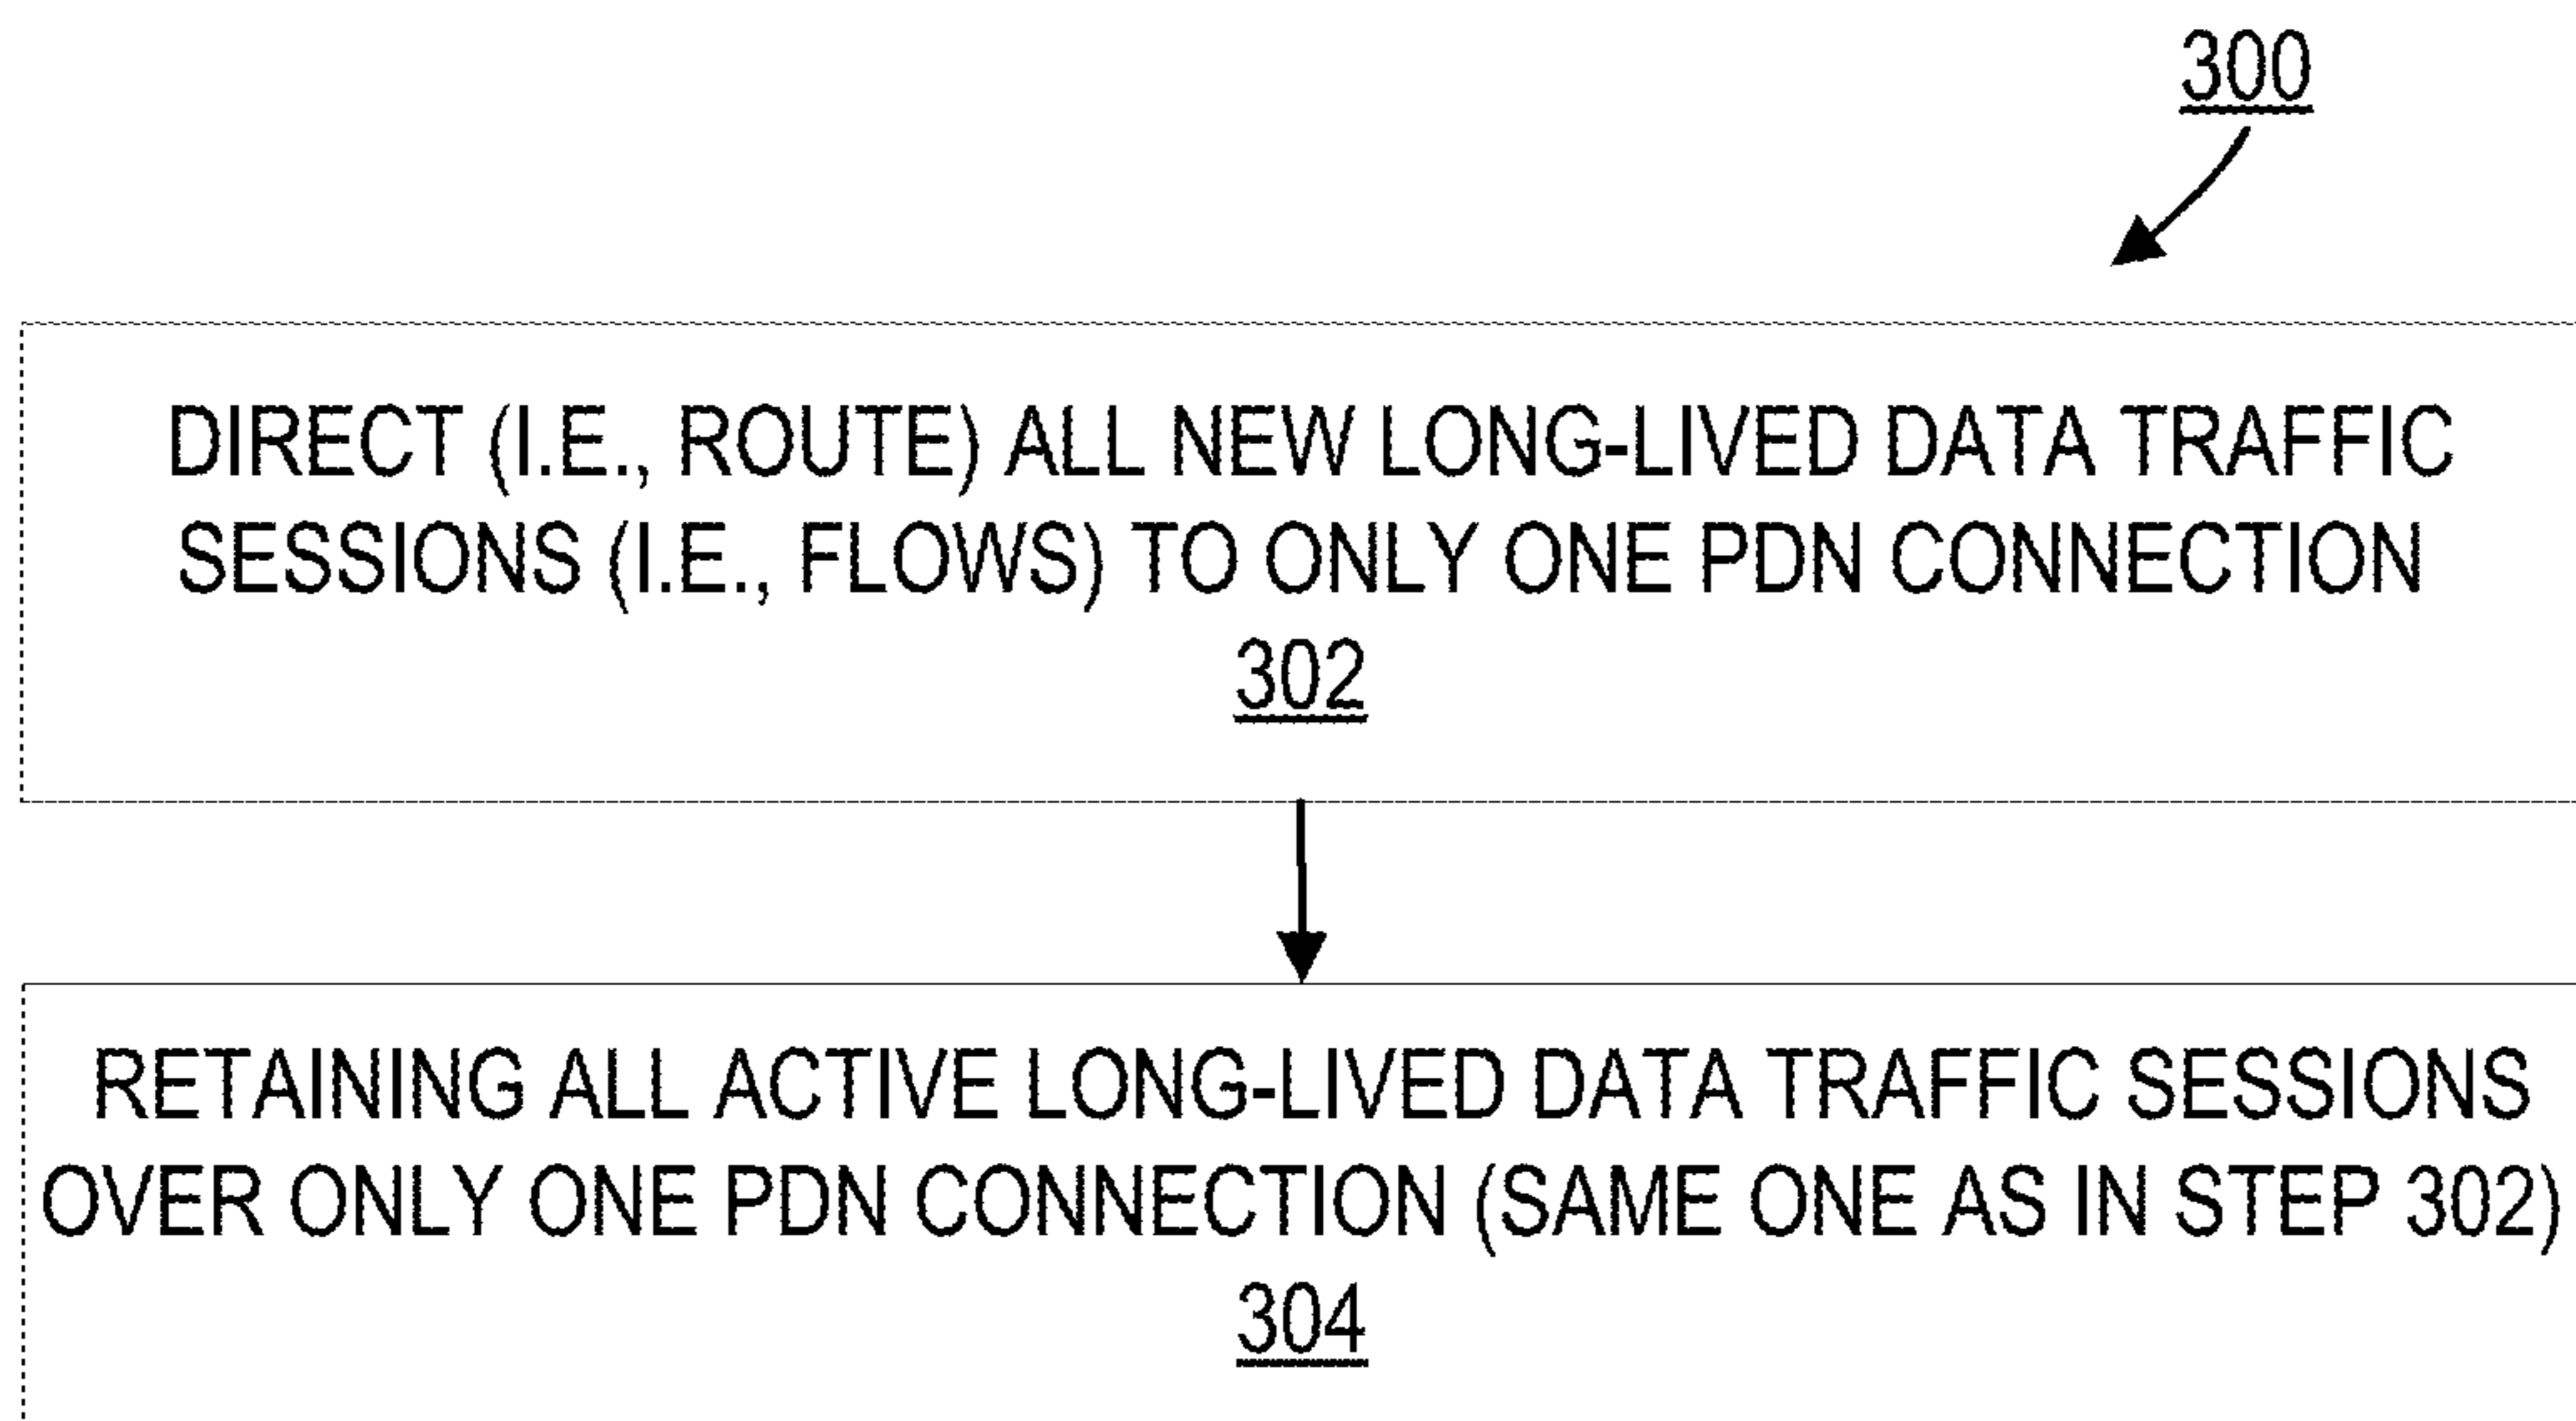 300
DIRECT (I.E., ROUTE) ALL NEW LONG-LIVED DATA TRAFFIC
SESSIONS (I.E., FLOWS) TO ONLY ONE PDN CONNECTION
302
RETAINING ALL ACTIVE LONG-LIVED DATA TRAFFIC SESSIONS
OVER ONLY ONE PDN CONNECTION (SAME ONE AS IN STEP 302)
304